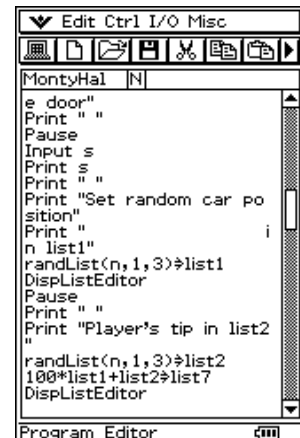 Edit Ctrl I/O Misc
MontyHal N
e door"
Print " "
Pause
Input s
Print s
Print " "
Print "Set random car po
sition"
Print " i
n list1"
randList(n,1,3)⇒list1
DispListEditor
Pause
Print " "
Print "Player's tip in list2
"
randList(n,1,3)⇒list2
100*list1+list2⇒list7
DispListEditor
Program Editor